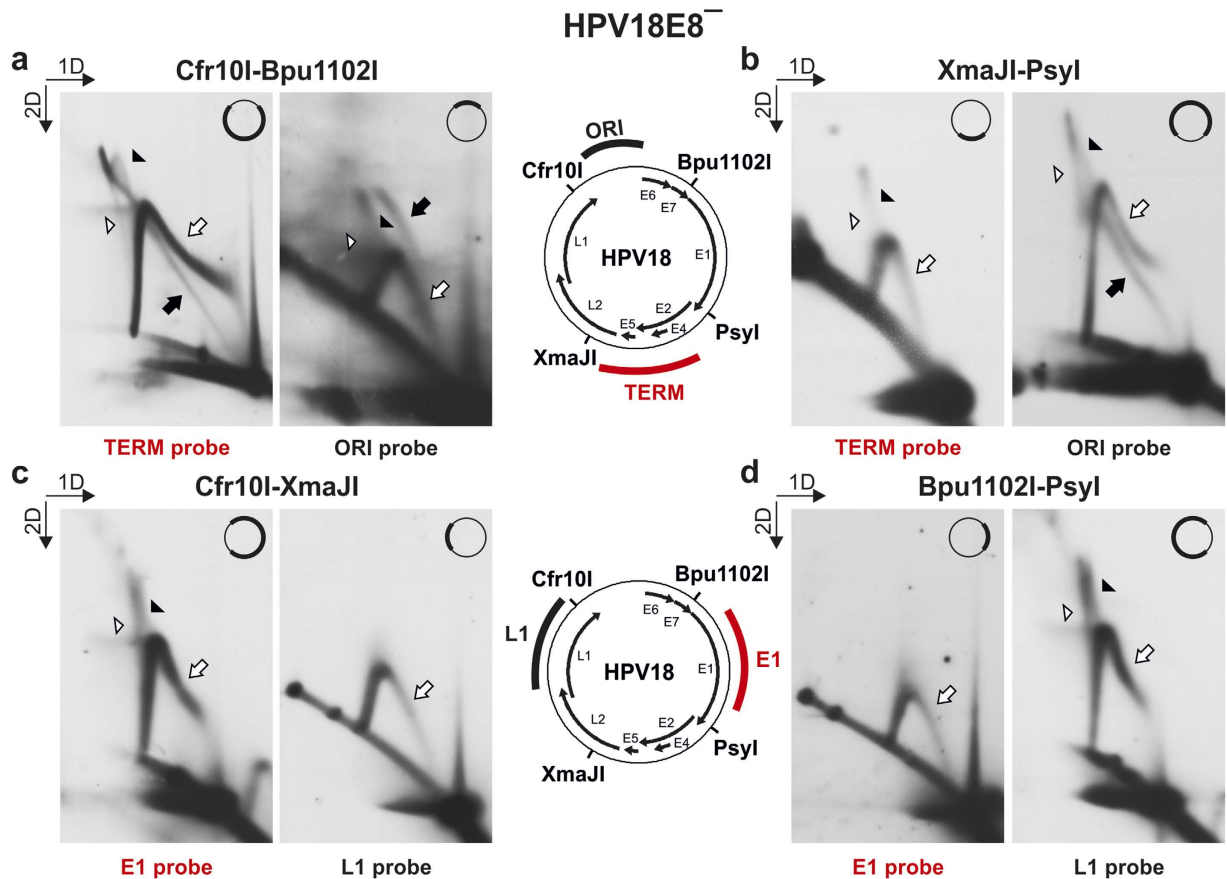 HPV18E8⁻
a
1D
2D
Cfr10I-Bpu1102I
TERM probe
ORI probe
ORI
Cfr10I
Bpu1102I
E6
E7
L1
HPV18
E1
L2
E2
E5
E4
PsyI
XmaJI
TERM
b
1D
2D
XmaJI-PsyI
TERM probe
ORI probe
c
1D
2D
Cfr10I-XmaJI
E1 probe
L1 probe
Cfr10I
Bpu1102I
E6
E7
L1
L1
HPV18
E1
E1
L2
E2
E5
E4
PsyI
XmaJI
d
1D
2D
Bpu1102I-PsyI
E1 probe
L1 probe